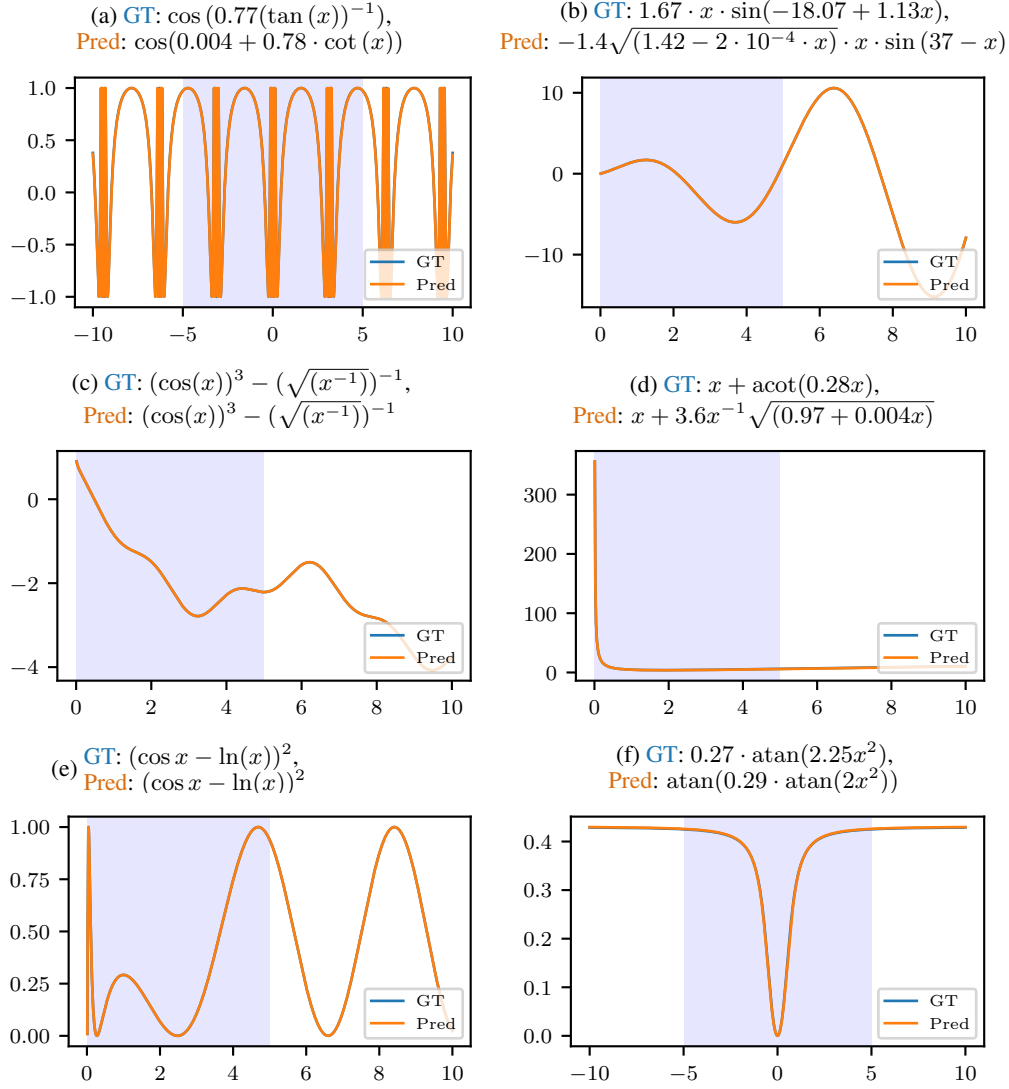 (a) GT: cos (0.77(tan (x))⁻¹),
Pred: cos(0.004 + 0.78 · cot (x))
1.0
0.5
0.0
−0.5
−1.0
GT
Pred
−10 −5 0 5 10
(b) GT: 1.67 · x · sin(−18.07 + 1.13x),
Pred: −1.4√(1.42 − 2 · 10⁻⁴ · x) · x · sin (37 − x)
10
0
−10
GT
Pred
0 2 4 6 8 10
(c) GT: (cos(x))³ − (√(x⁻¹))⁻¹,
Pred: (cos(x))³ − (√(x⁻¹))⁻¹
0
−2
−4
GT
Pred
0 2 4 6 8 10
(d) GT: x + acot(0.28x),
Pred: x + 3.6x⁻¹√(0.97 + 0.004x)
300
200
100
0
GT
Pred
0 2 4 6 8 10
(e) GT: (cos x − ln(x))²,
Pred: (cos x − ln(x))²
1.00
0.75
0.50
0.25
0.00
GT
Pred
0 2 4 6 8 10
(f) GT: 0.27 · atan(2.25x²),
Pred: atan(0.29 · atan(2x²))
0.4
0.3
0.2
0.1
0.0
GT
Pred
−10 −5 0 5 10